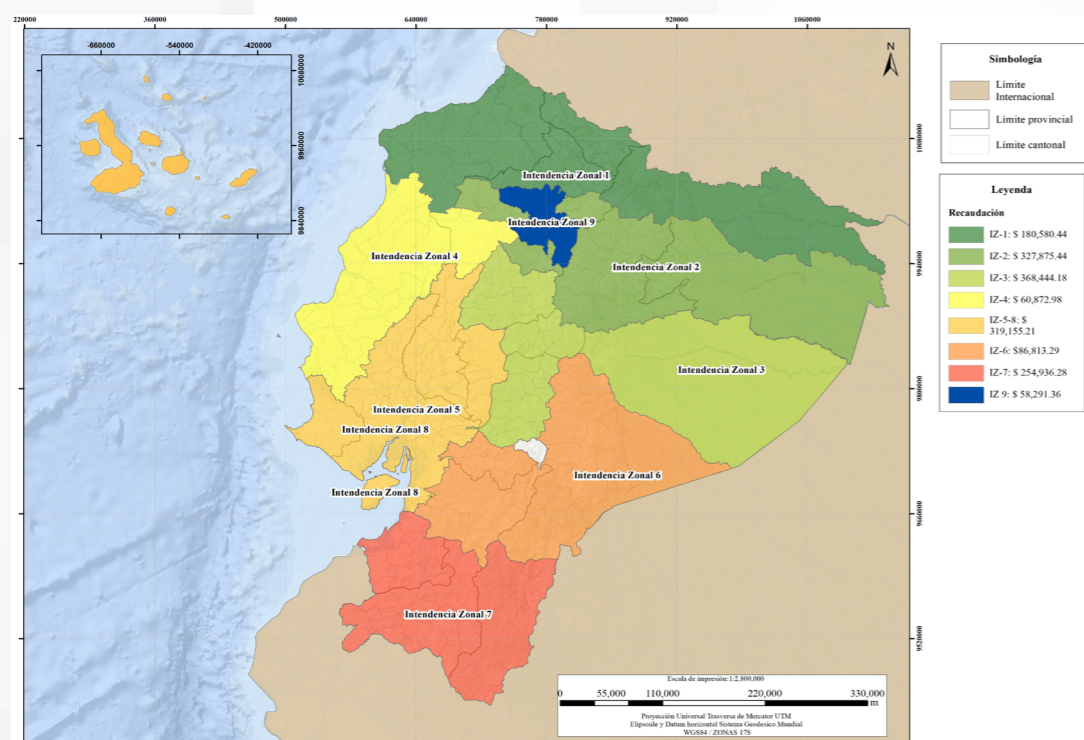 220000 360000 500000 640000 780000 920000 1060000
-660000 -540000 -420000
10080000
9960000
9840000
N
10080000
9940000
9800000
9660000
9520000
Intendencia Zonal 1
Intendencia Zonal 9
Intendencia Zonal 4
Intendencia Zonal 2
Intendencia Zonal 3
Intendencia Zonal 5
Intendencia Zonal 8
Intendencia Zonal 6
Intendencia Zonal 8
Intendencia Zonal 7
Escala de impresión:1:2,800,000
0 55,000 110,000 220,000 330,000
m
Proyección Universal Trasversa de Mercator UTM
Elipsoide y Datum horizontal Sistema Geodesico Mundial
WGS84 / ZONAS 17S
Simbología
Límite
Internacional
Límite provincial
Límite cantonal
Leyenda
Recaudación
IZ-1: $ 180,580.44
IZ-2: $ 327,875.44
IZ-3: $ 368,444.18
IZ-4: $ 60,872.98
IZ-5-8: $
319,155.21
IZ-6: $86,813.29
IZ-7: $ 254,936.28
IZ 9: $ 58,291.36